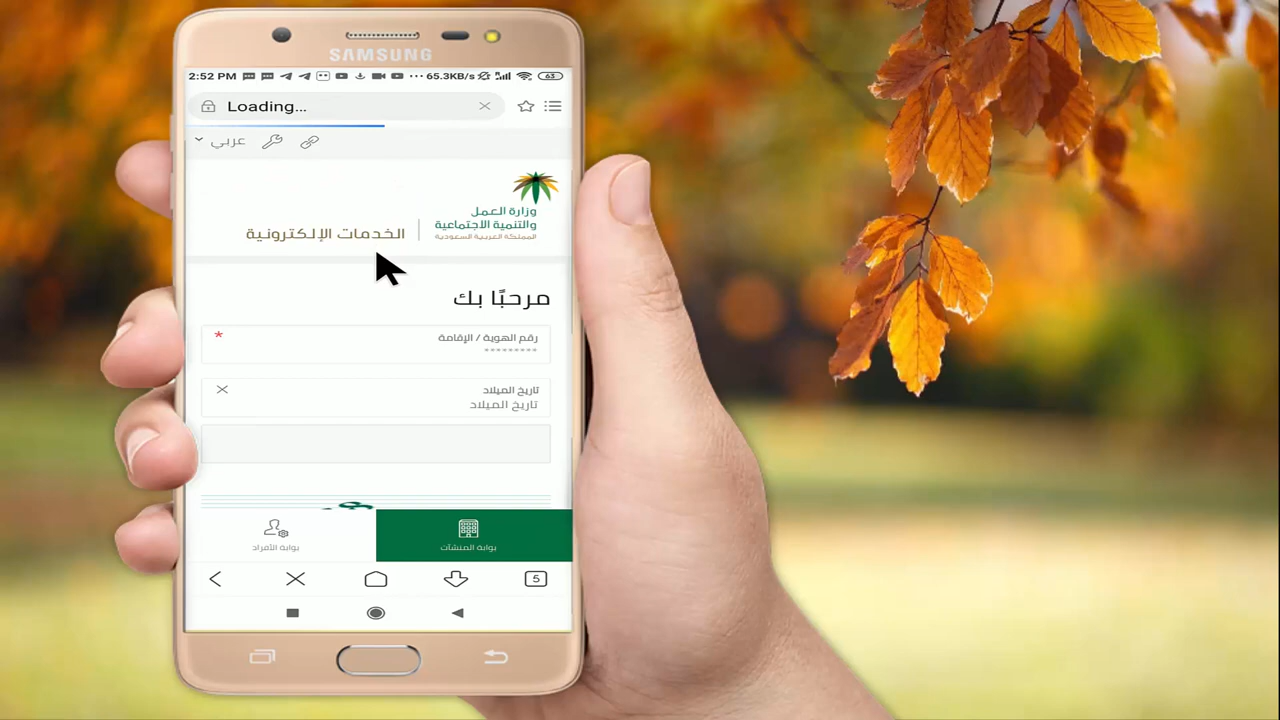 SAMSUNG
2:52 PM 65.3KB/s 63
Loading...
عربي
وزارة العمل
والتنمية الاجتماعية
المملكة العربية السعودية
الخدمات الإلكترونية
مرحبًا بك
رقم الهوية / الإقامة
*
*********
تاريخ الميلاد
تاريخ الميلاد
بوابة الأفراد
بوابة المنشآت
5